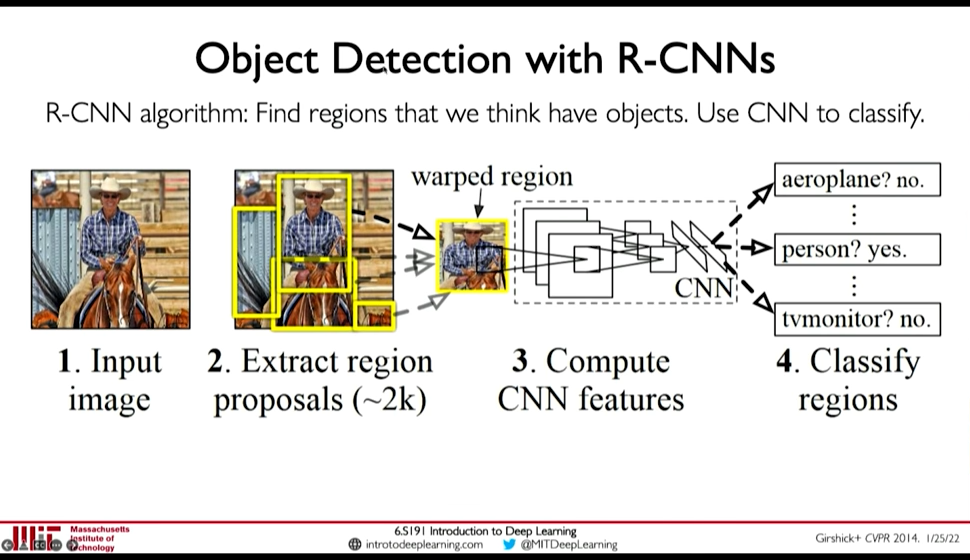 Object Detection with R-CNNs
R-CNN algorithm: Find regions that we think have objects. Use CNN to classify.
warped region
aeroplane? no.
person? yes.
CNN
tvmonitor? no.
1. Input
image
2. Extract region
proposals (~2k)
3. Compute
CNN features
4. Classify
regions
Massachusetts
Institute of
Technology
6.S191 Introduction to Deep Learning
introtodeeplearning.com @MITDeepLearning
Girshick+ CVPR 2014. 1/25/22